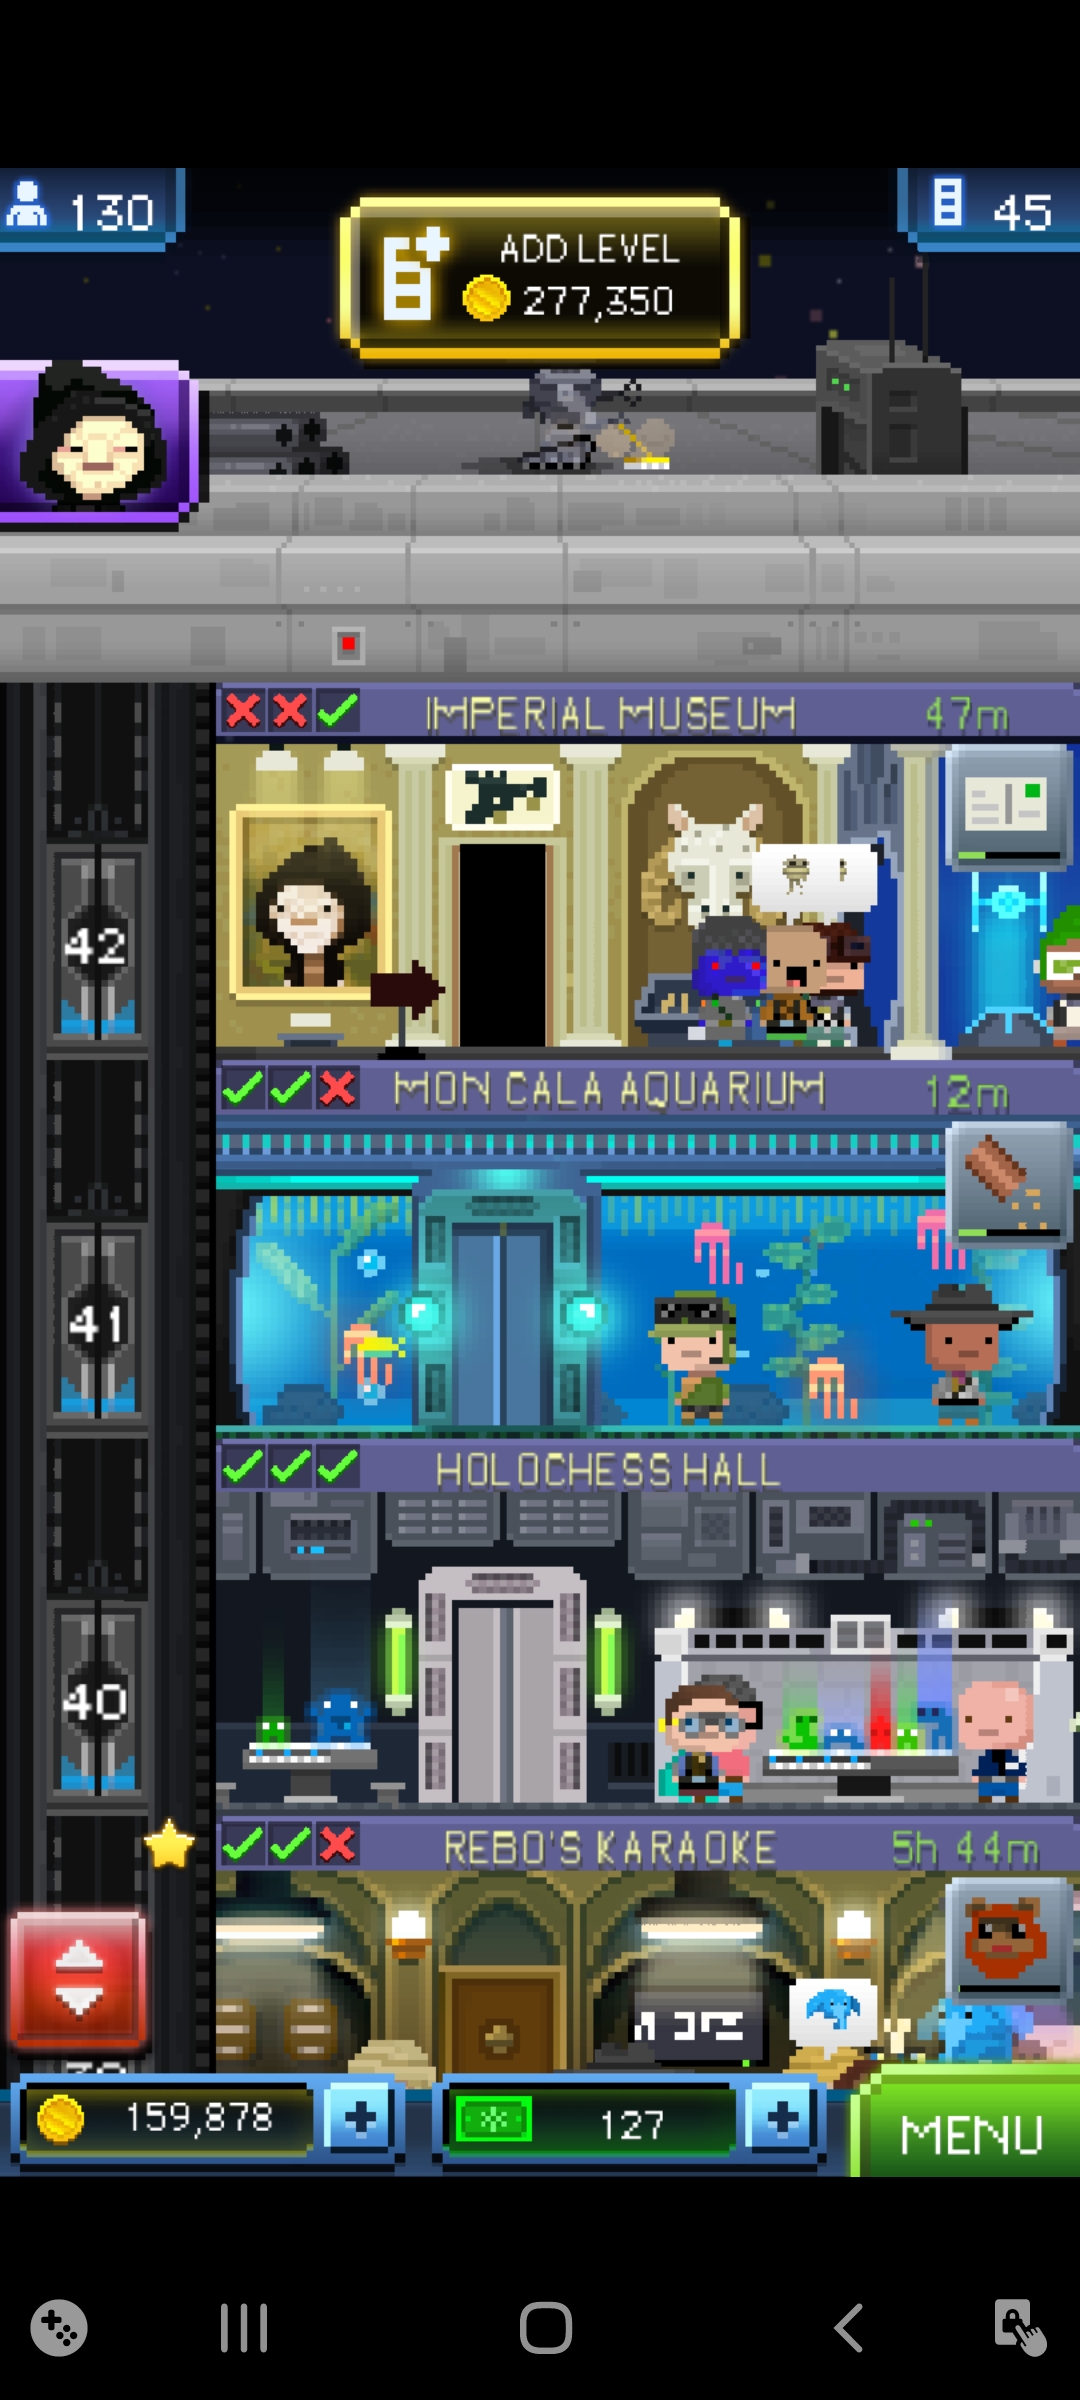 130
ADD LEVEL
277,350
45
IMPERIAL MUSEUM 47m
42
MON CALA AQUARIUM 12m
41
HOLOCHESS HALL
40
REBO'S KARAOKE 5h 44m
159,878
127
MENU